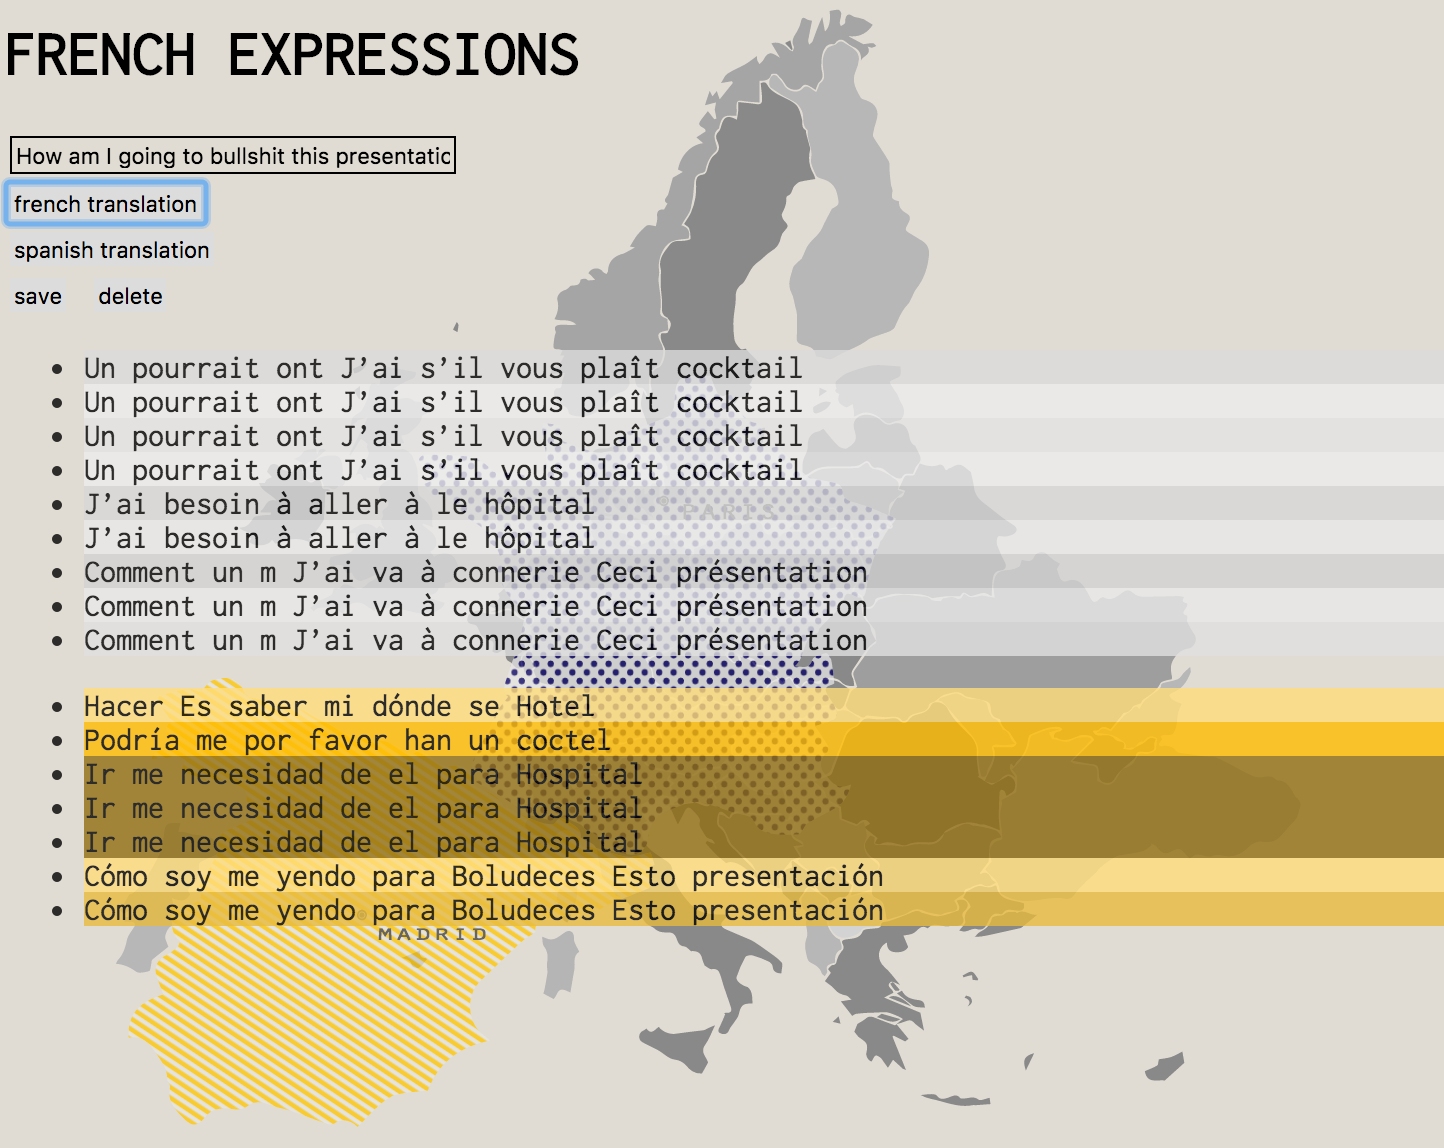 FRENCH EXPRESSIONS
How am I going to bullshit this presentatic
french translation
spanish translation
save delete
Un pourrait ont J’ai s’il vous plaît cocktail
Un pourrait ont J’ai s’il vous plaît cocktail
Un pourrait ont J’ai s’il vous plaît cocktail
Un pourrait ont J’ai s’il vous plaît cocktail
J’ai besoin à aller à le hôpital
PARIS
J’ai besoin à aller à le hôpital
Comment un m J’ai va à connerie Ceci présentation
Comment un m J’ai va à connerie Ceci présentation
Comment un m J’ai va à connerie Ceci présentation
Hacer Es saber mi dónde se Hotel
Podría me por favor han un coctel
Ir me necesidad de el para Hospital
Ir me necesidad de el para Hospital
Ir me necesidad de el para Hospital
Cómo soy me yendo para Boludeces Esto presentación
Cómo soy me yendo para Boludeces Esto presentación
MADRID